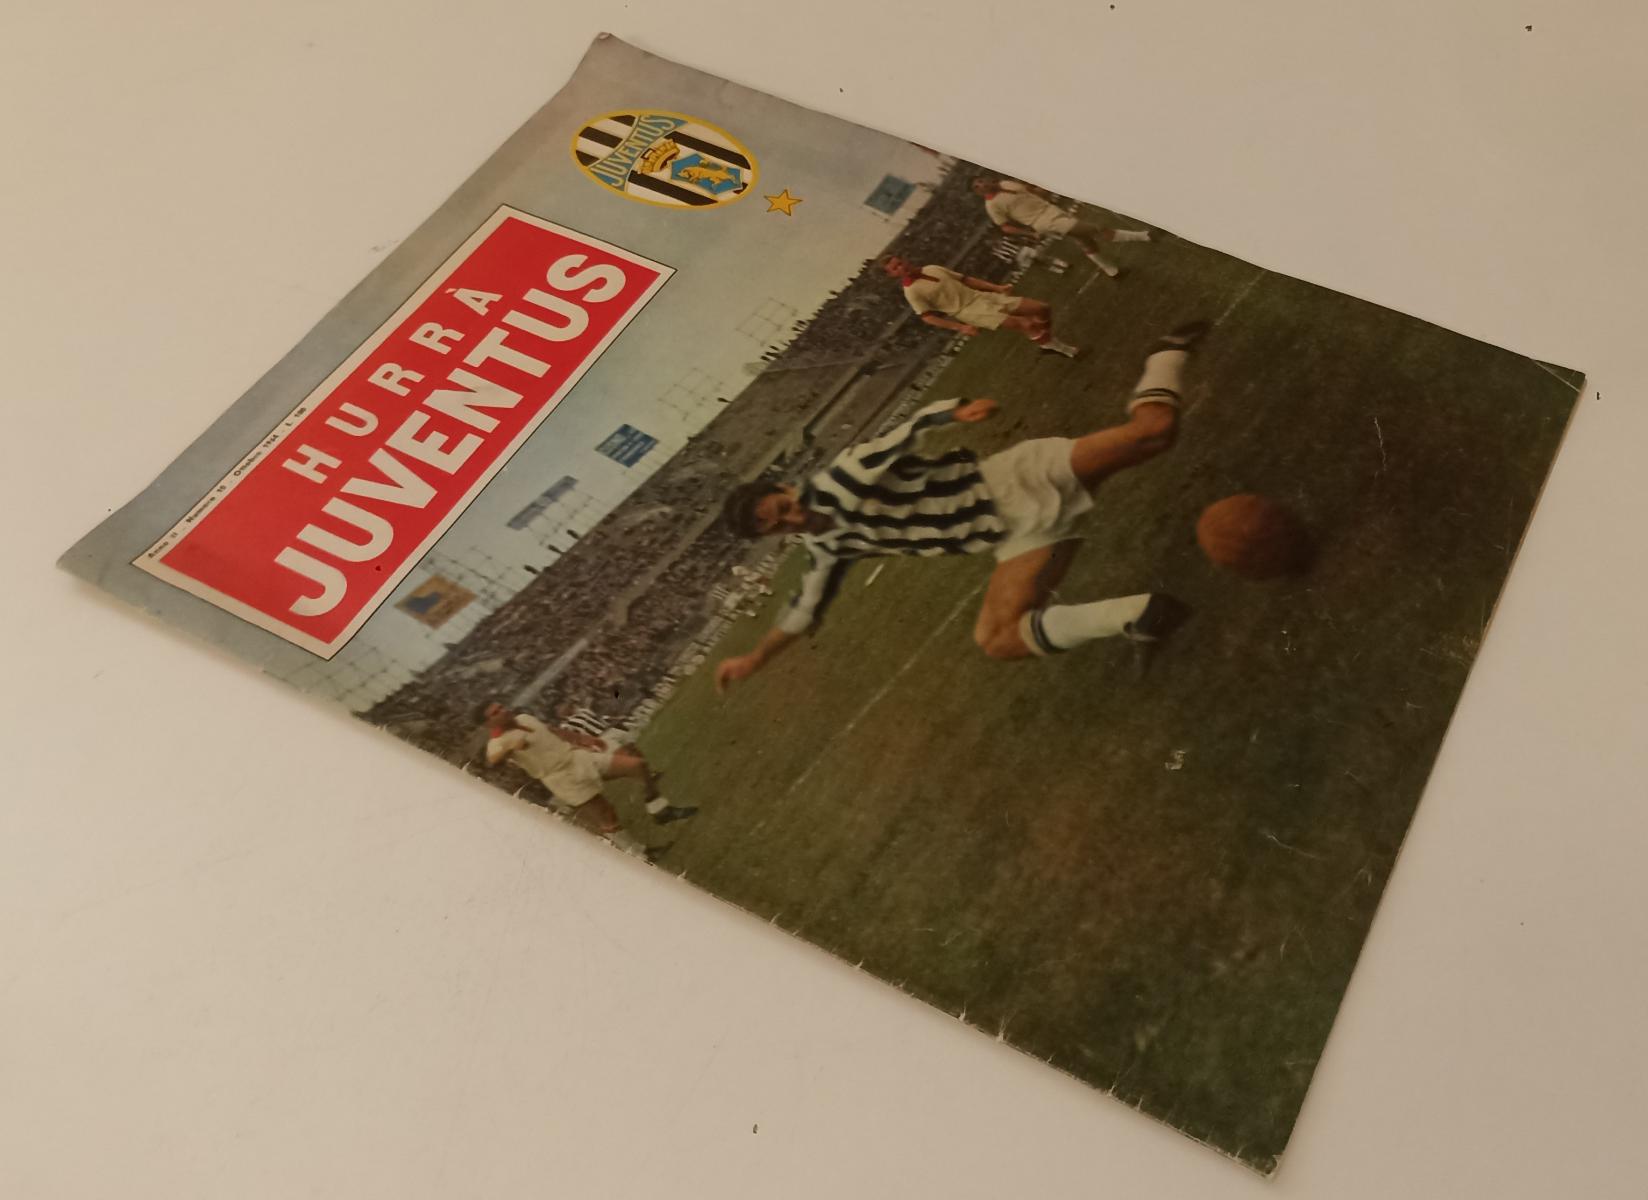 JUVENTUS
Anno II - Numero 10 - Ottobre 1964 - L. 100
HURRÀ
JUVENTUS